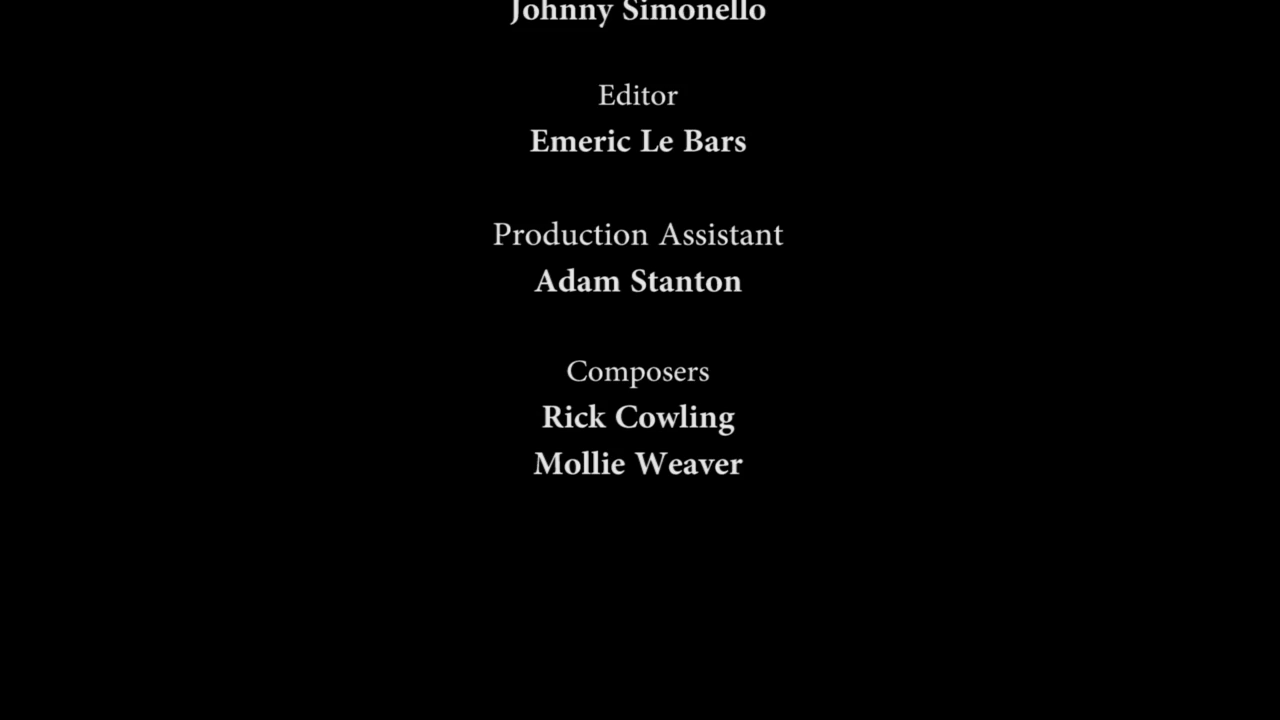 Johnny Simonello
Editor
Emeric Le Bars
Production Assistant
Adam Stanton
Composers
Rick Cowling
Mollie Weaver